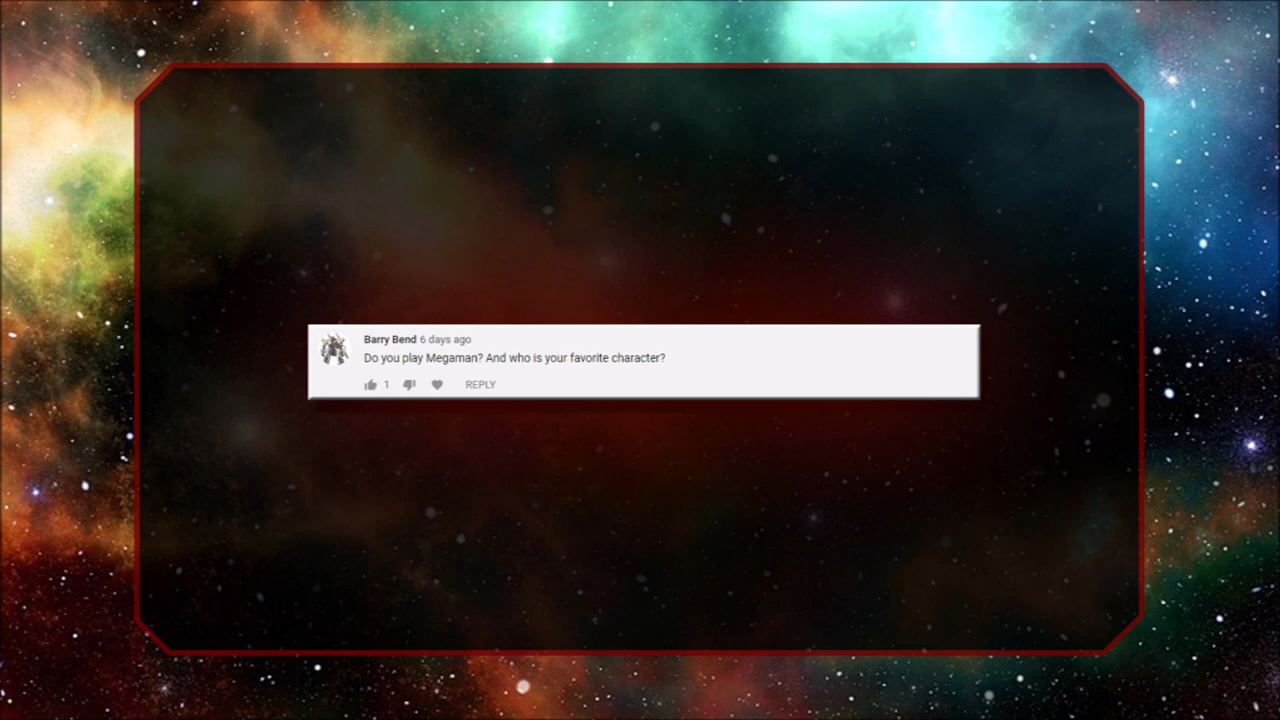 Barry Bend 6 days ago
Do you play Megaman? And who is your favorite character?
1 REPLY